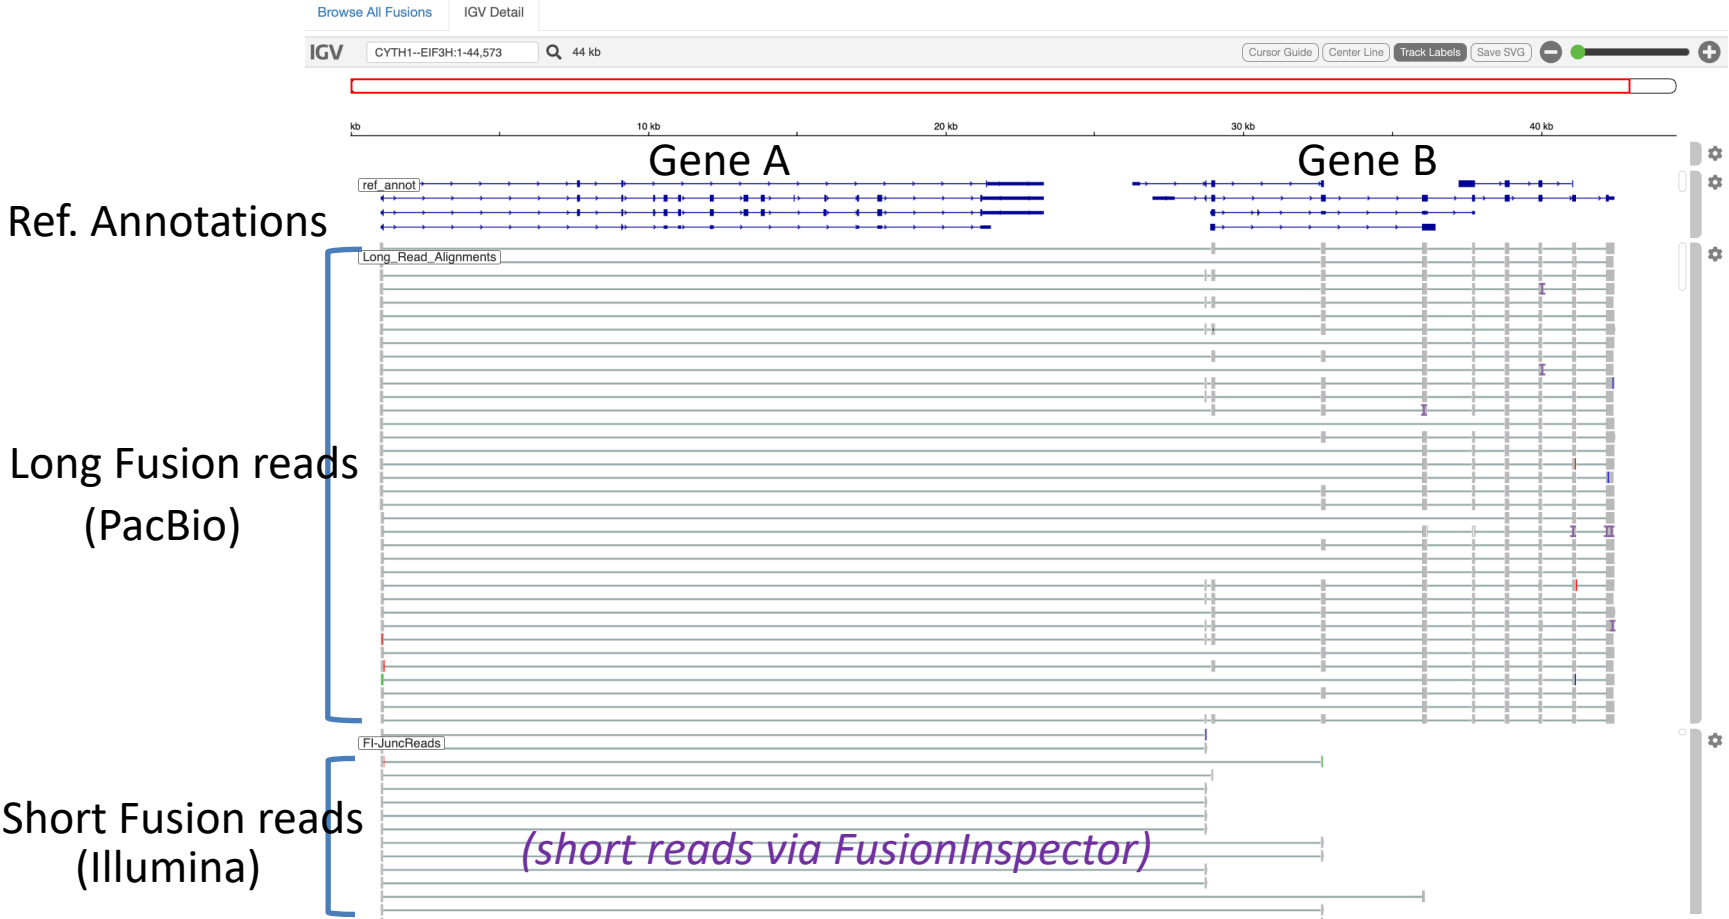 Browse All Fusions IGV Detail
IGV CYTH1--EIF3H:1-44,573 44 kb Cursor Guide Center Line Track Labels Save SVG
kb 10 kb 20 kb 30 kb 40 kb
Gene A Gene B
ref_annot
Ref. Annotations
Long_Read_Alignments
Long Fusion reads
(PacBio)
FI-JuncReads
Short Fusion reads
(Illumina)
(short reads via FusionInspector)